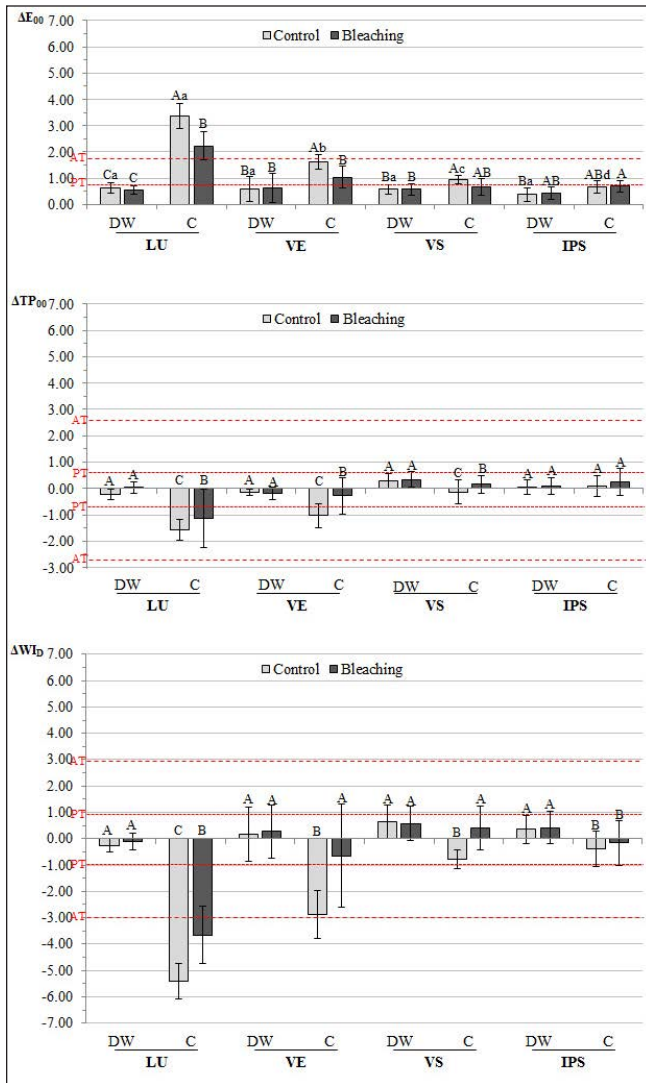 ΔE00 7.00
6.00
5.00
4.00
3.00
2.00
1.00
0.00
Control Bleaching
AT
PT
Ca C Aa B Ba B Ab B Ba B Ac AB Ba AB ABd A
DW C DW C DW C DW C
LU VE VS IPS
ΔTP00 7.00
6.00
5.00
4.00
3.00
2.00
1.00
0.00
-1.00
-2.00
-3.00
Control Bleaching
AT
PT
PT
AT
A A C B A A C B A A C B A A A A
DW C DW C DW C DW C
LU VE VS IPS
ΔWID 7.00
6.00
5.00
4.00
3.00
2.00
1.00
0.00
-1.00
-2.00
-3.00
-4.00
-5.00
-6.00
-7.00
Control Bleaching
AT
PT
PT
AT
A A C B A A B A A A B A A A B B
DW C DW C DW C DW C
LU VE VS IPS